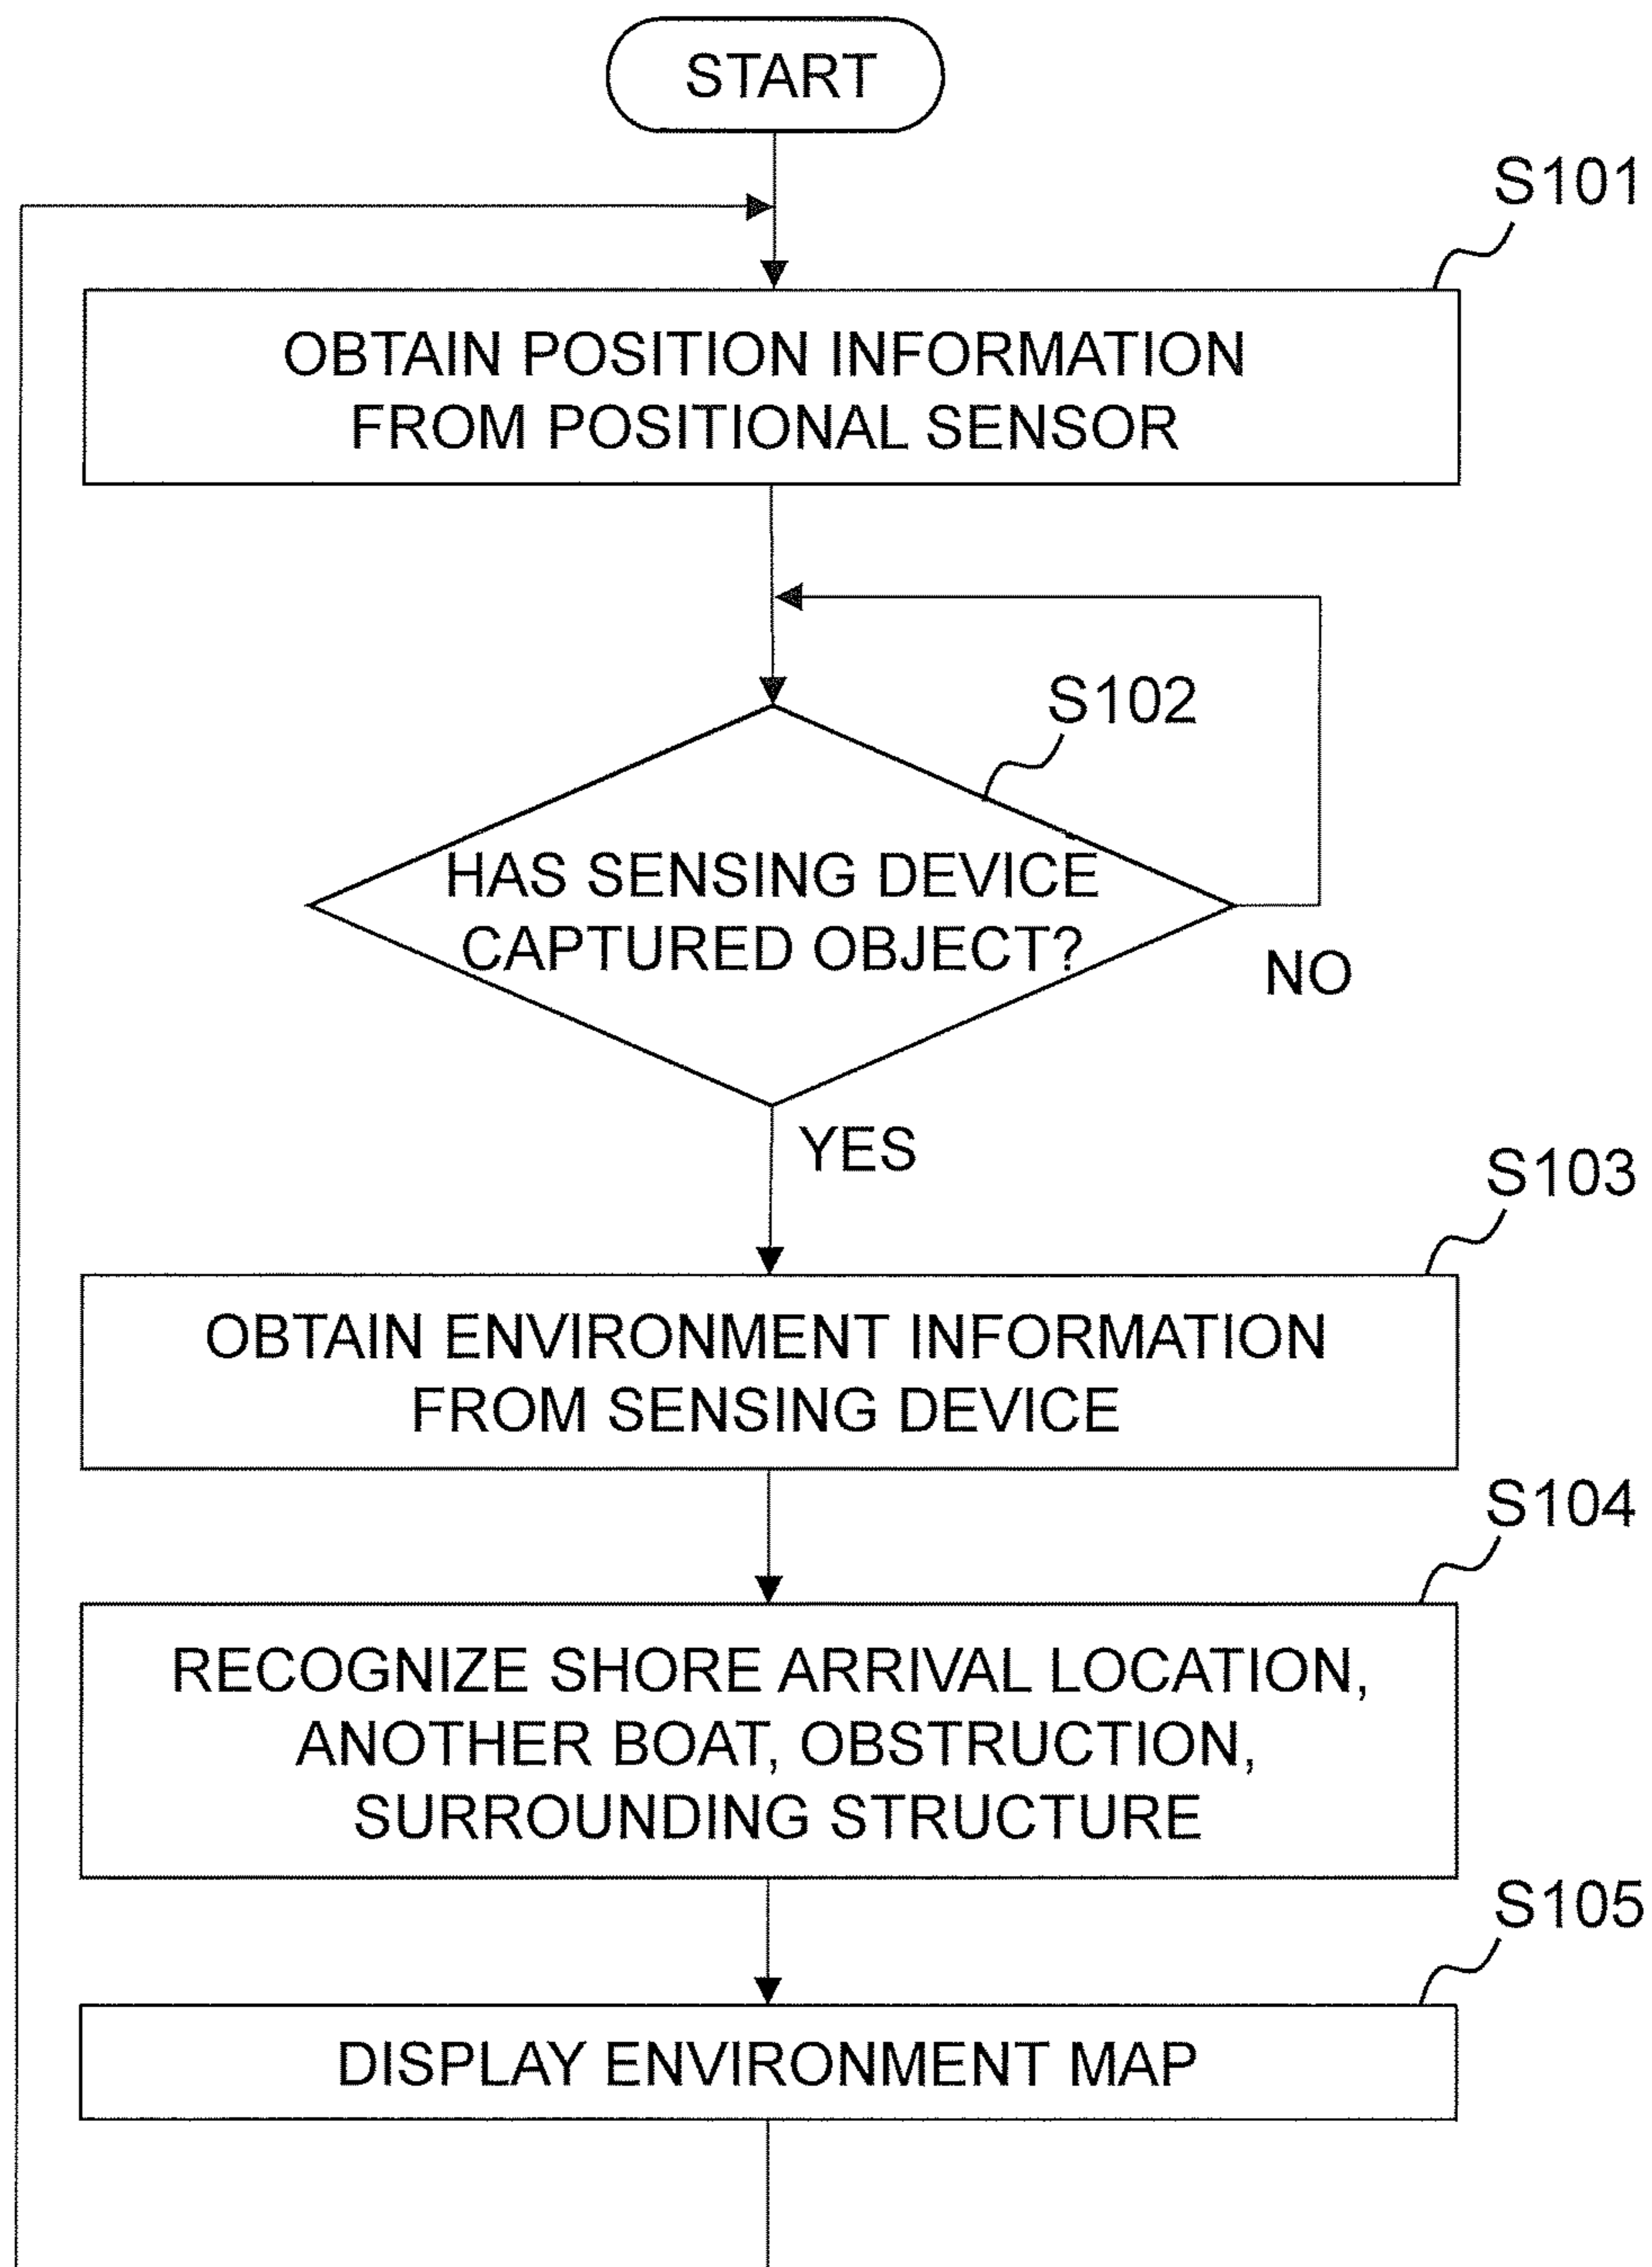 START
S101
OBTAIN POSITION INFORMATION
FROM POSITIONAL SENSOR
S102
HAS SENSING DEVICE
CAPTURED OBJECT?
NO
YES
S103
OBTAIN ENVIRONMENT INFORMATION
FROM SENSING DEVICE
S104
RECOGNIZE SHORE ARRIVAL LOCATION,
ANOTHER BOAT, OBSTRUCTION,
SURROUNDING STRUCTURE
S105
DISPLAY ENVIRONMENT MAP